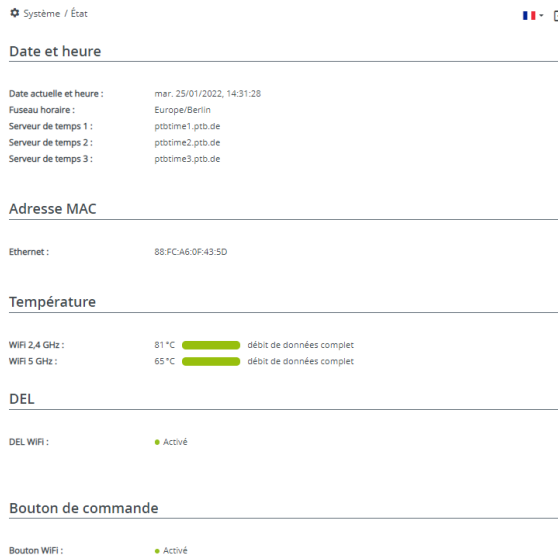 Système / État
Date et heure
Date actuelle et heure : mar. 25/01/2022, 14:31:28
Fuseau horaire : Europe/Berlin
Serveur de temps 1 : ptbtime1.ptb.de
Serveur de temps 2 : ptbtime2.ptb.de
Serveur de temps 3 : ptbtime3.ptb.de
Adresse MAC
Ethernet : 88:FC:A6:0F:43:5D
Température
WiFi 2,4 GHz : 81 °C débit de données complet
WiFi 5 GHz : 65 °C débit de données complet
DEL
DEL WiFi : Activé
Bouton de commande
Bouton WiFi : Activé